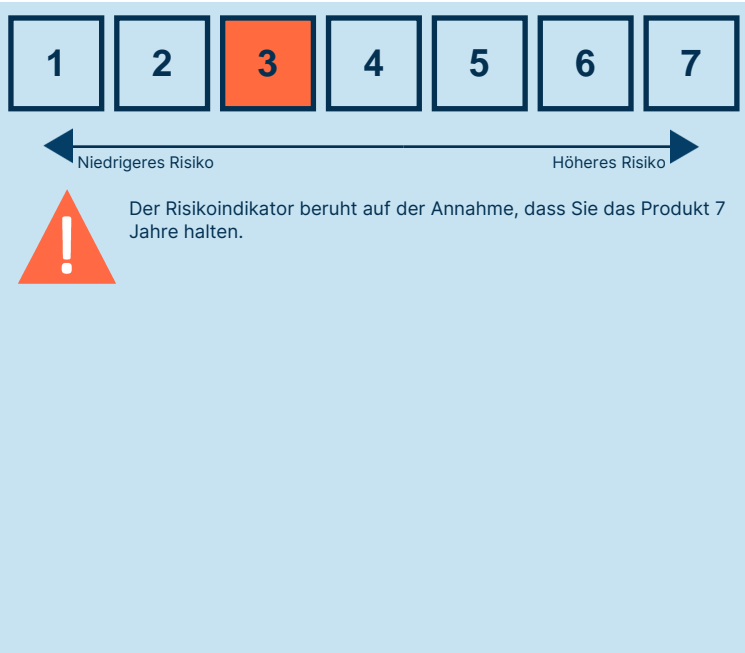 1 2 3 4 5 6 7
Niedrigeres Risiko Höheres Risiko
!
Der Risikoindikator beruht auf der Annahme, dass Sie das Produkt 7
Jahre halten.